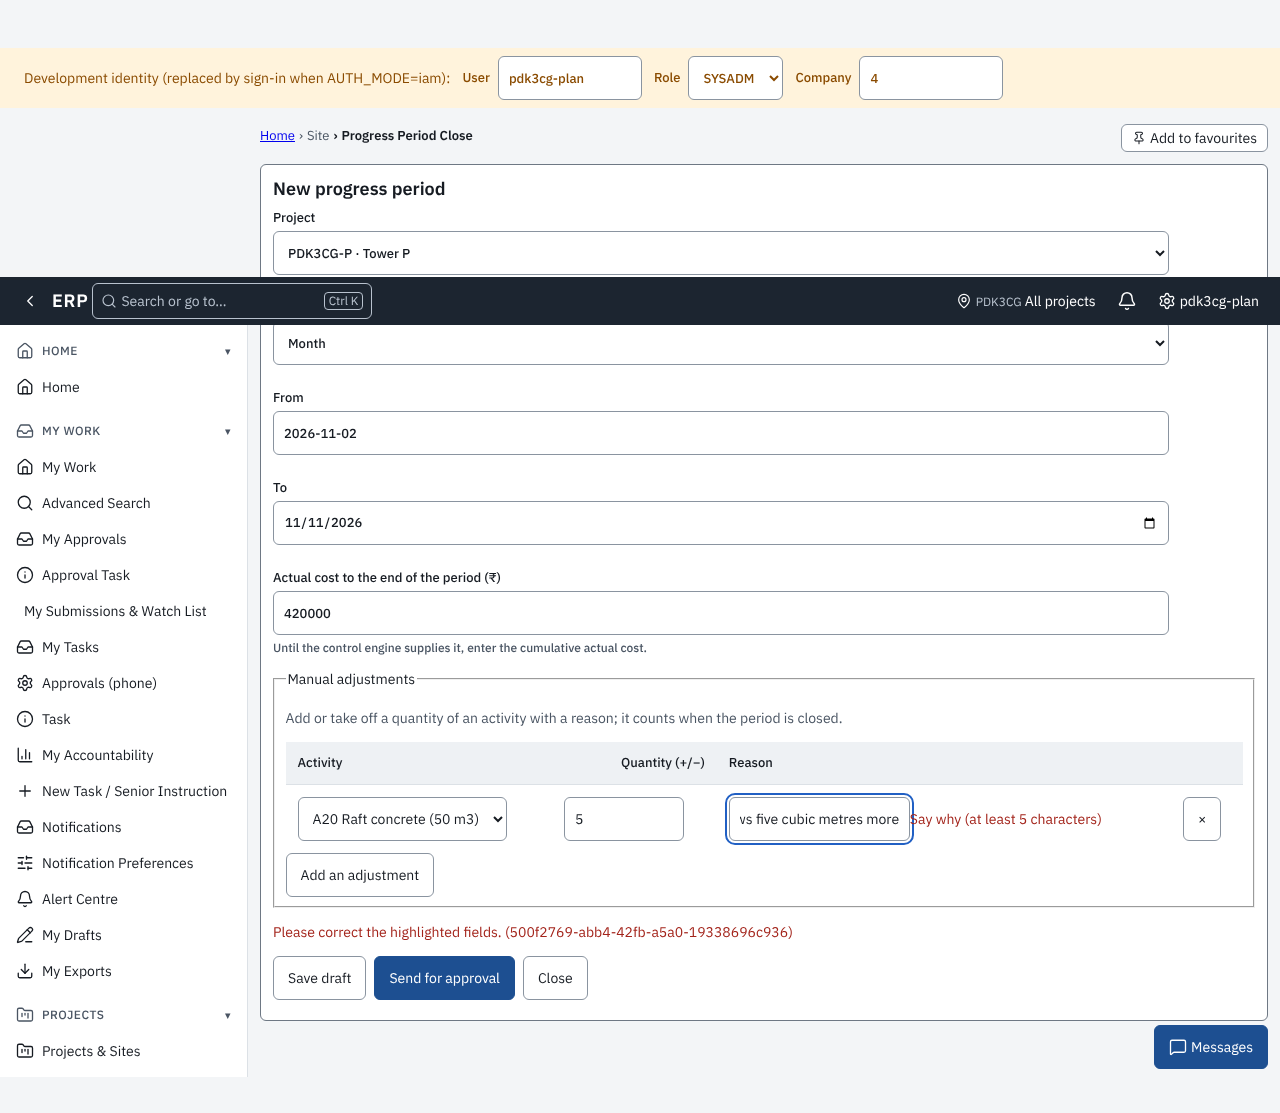 Development identity (replaced by sign-in when AUTH_MODE=iam): User pdk3cg-plan Role SYSADM Company 4
Home › Site › Progress Period Close
Add to favourites
New progress period
Project
PDK3CG-P · Tower P
ERP Search or go to... Ctrl K PDK3CG All projects pdk3cg-plan
Month
From
2026-11-02
To
11/11/2026
Actual cost to the end of the period (₹)
420000
Until the control engine supplies it, enter the cumulative actual cost.
Manual adjustments
Add or take off a quantity of an activity with a reason; it counts when the period is closed.
Activity Quantity (+/−) Reason
A20 Raft concrete (50 m3) 5 vs five cubic metres more Say why (at least 5 characters) ×
Add an adjustment
Please correct the highlighted fields. (500f2769-abb4-42fb-a5a0-19338696c936)
Save draft Send for approval Close
HOME
Home
MY WORK
My Work
Advanced Search
My Approvals
Approval Task
My Submissions & Watch List
My Tasks
Approvals (phone)
Task
My Accountability
New Task / Senior Instruction
Notifications
Notification Preferences
Alert Centre
My Drafts
My Exports
PROJECTS
Projects & Sites
Messages